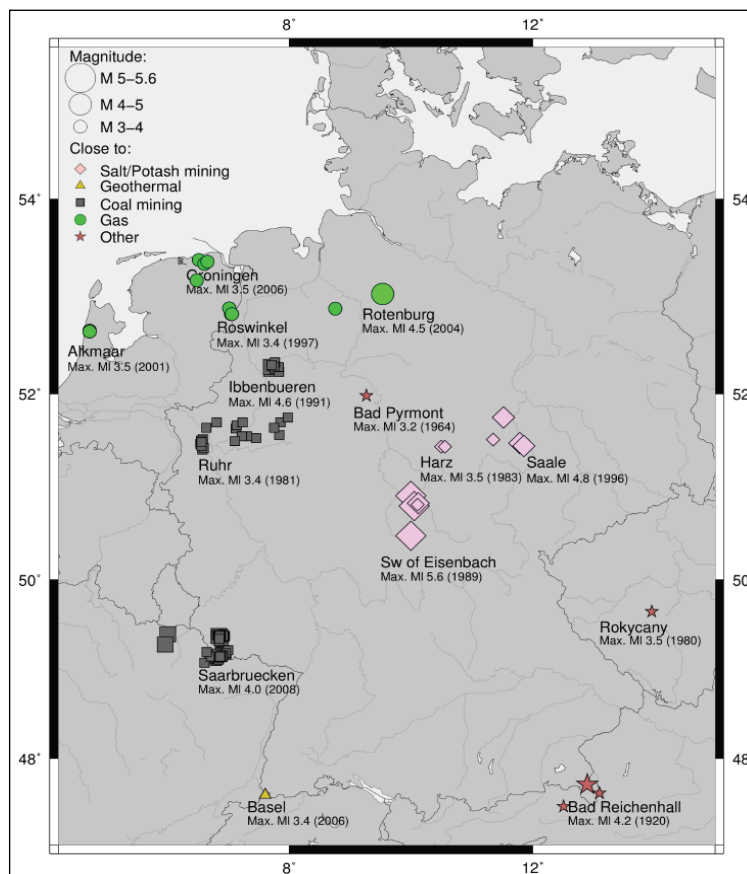 8˚ 12˚
Magnitude:
M 5–5.6
M 4–5
M 3–4
Close to:
Salt/Potash mining
Geothermal
Coal mining
Gas
Other
54˚ 54˚
Groningen
Max. Ml 3.5 (2006)
Roswinkel
Max. Ml 3.4 (1997)
Rotenburg
Max. Ml 4.5 (2004)
Alkmaar
Max. Ml 3.5 (2001)
52˚ 52˚
Ibbenbueren
Max. Ml 4.6 (1991)
Bad Pyrmont
Max. Ml 3.2 (1964)
Ruhr
Max. Ml 3.4 (1981)
Harz
Max. Ml 3.5 (1983)
Saale
Max. Ml 4.8 (1996)
Sw of Eisenbach
Max. Ml 5.6 (1989)
50˚ 50˚
Rokycany
Max. Ml 3.5 (1980)
Saarbruecken
Max. Ml 4.0 (2008)
48˚ 48˚
Basel
Max. Ml 3.4 (2006)
Bad Reichenhall
Max. Ml 4.2 (1920)
8˚ 12˚